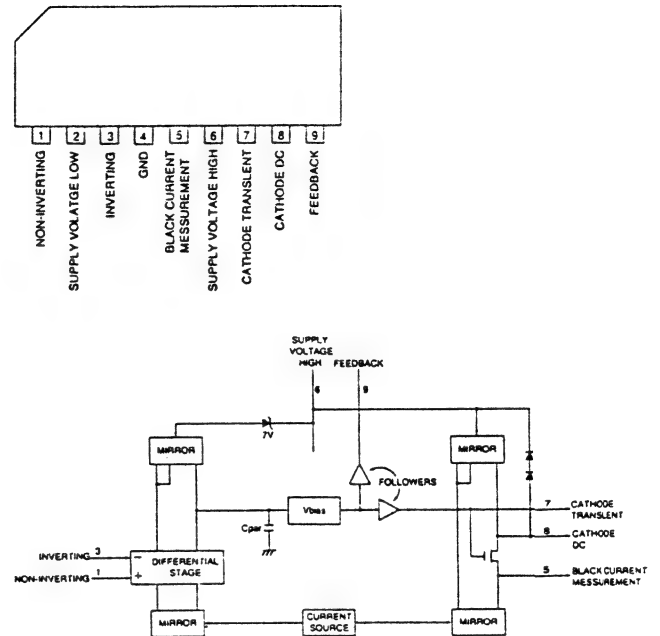 1 2 3 4 5 6 7 8 9
NON-INVERTING
SUPPLY VOLATGE LOW
INVERTING
GND
BLACK CURRENT
MESSUREMENT
SUPPLY VOLTAGE HIGH
CATHODE TRANSLENT
CATHODE DC
FEEDBACK
SUPPLY
VOLTAGE
HIGH FEEDBACK
6 9
7V
MIRROR MIRROR
FOLLOWERS
Vbias
Cpar
7 CATHODE
TRANSLENT
8 CATHODE
DC
INVERTING 3 - DIFFERENTIAL
NON-INVERTING 1 + STAGE
5 BLACK CURRENT
MESSUREMENT
MIRROR CURRENT
SOURCE MIRROR